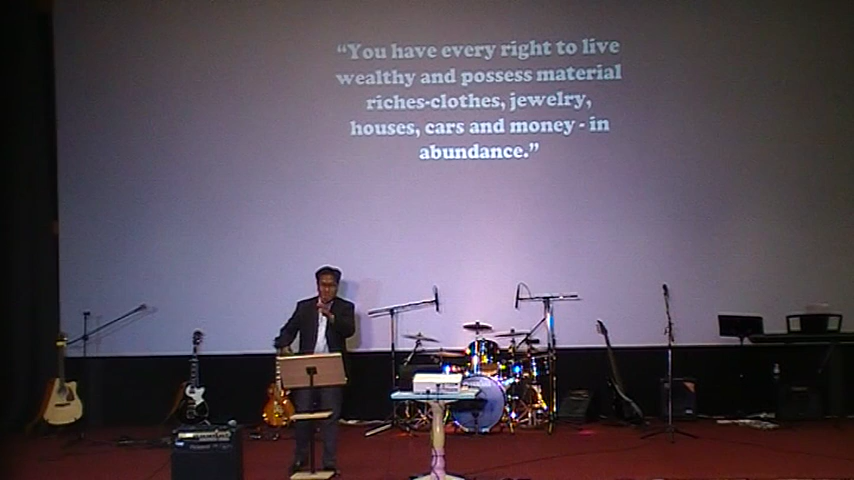 “You have every right to live
wealthy and possess material
riches-clothes, jewelry,
houses, cars and money - in
abundance.”